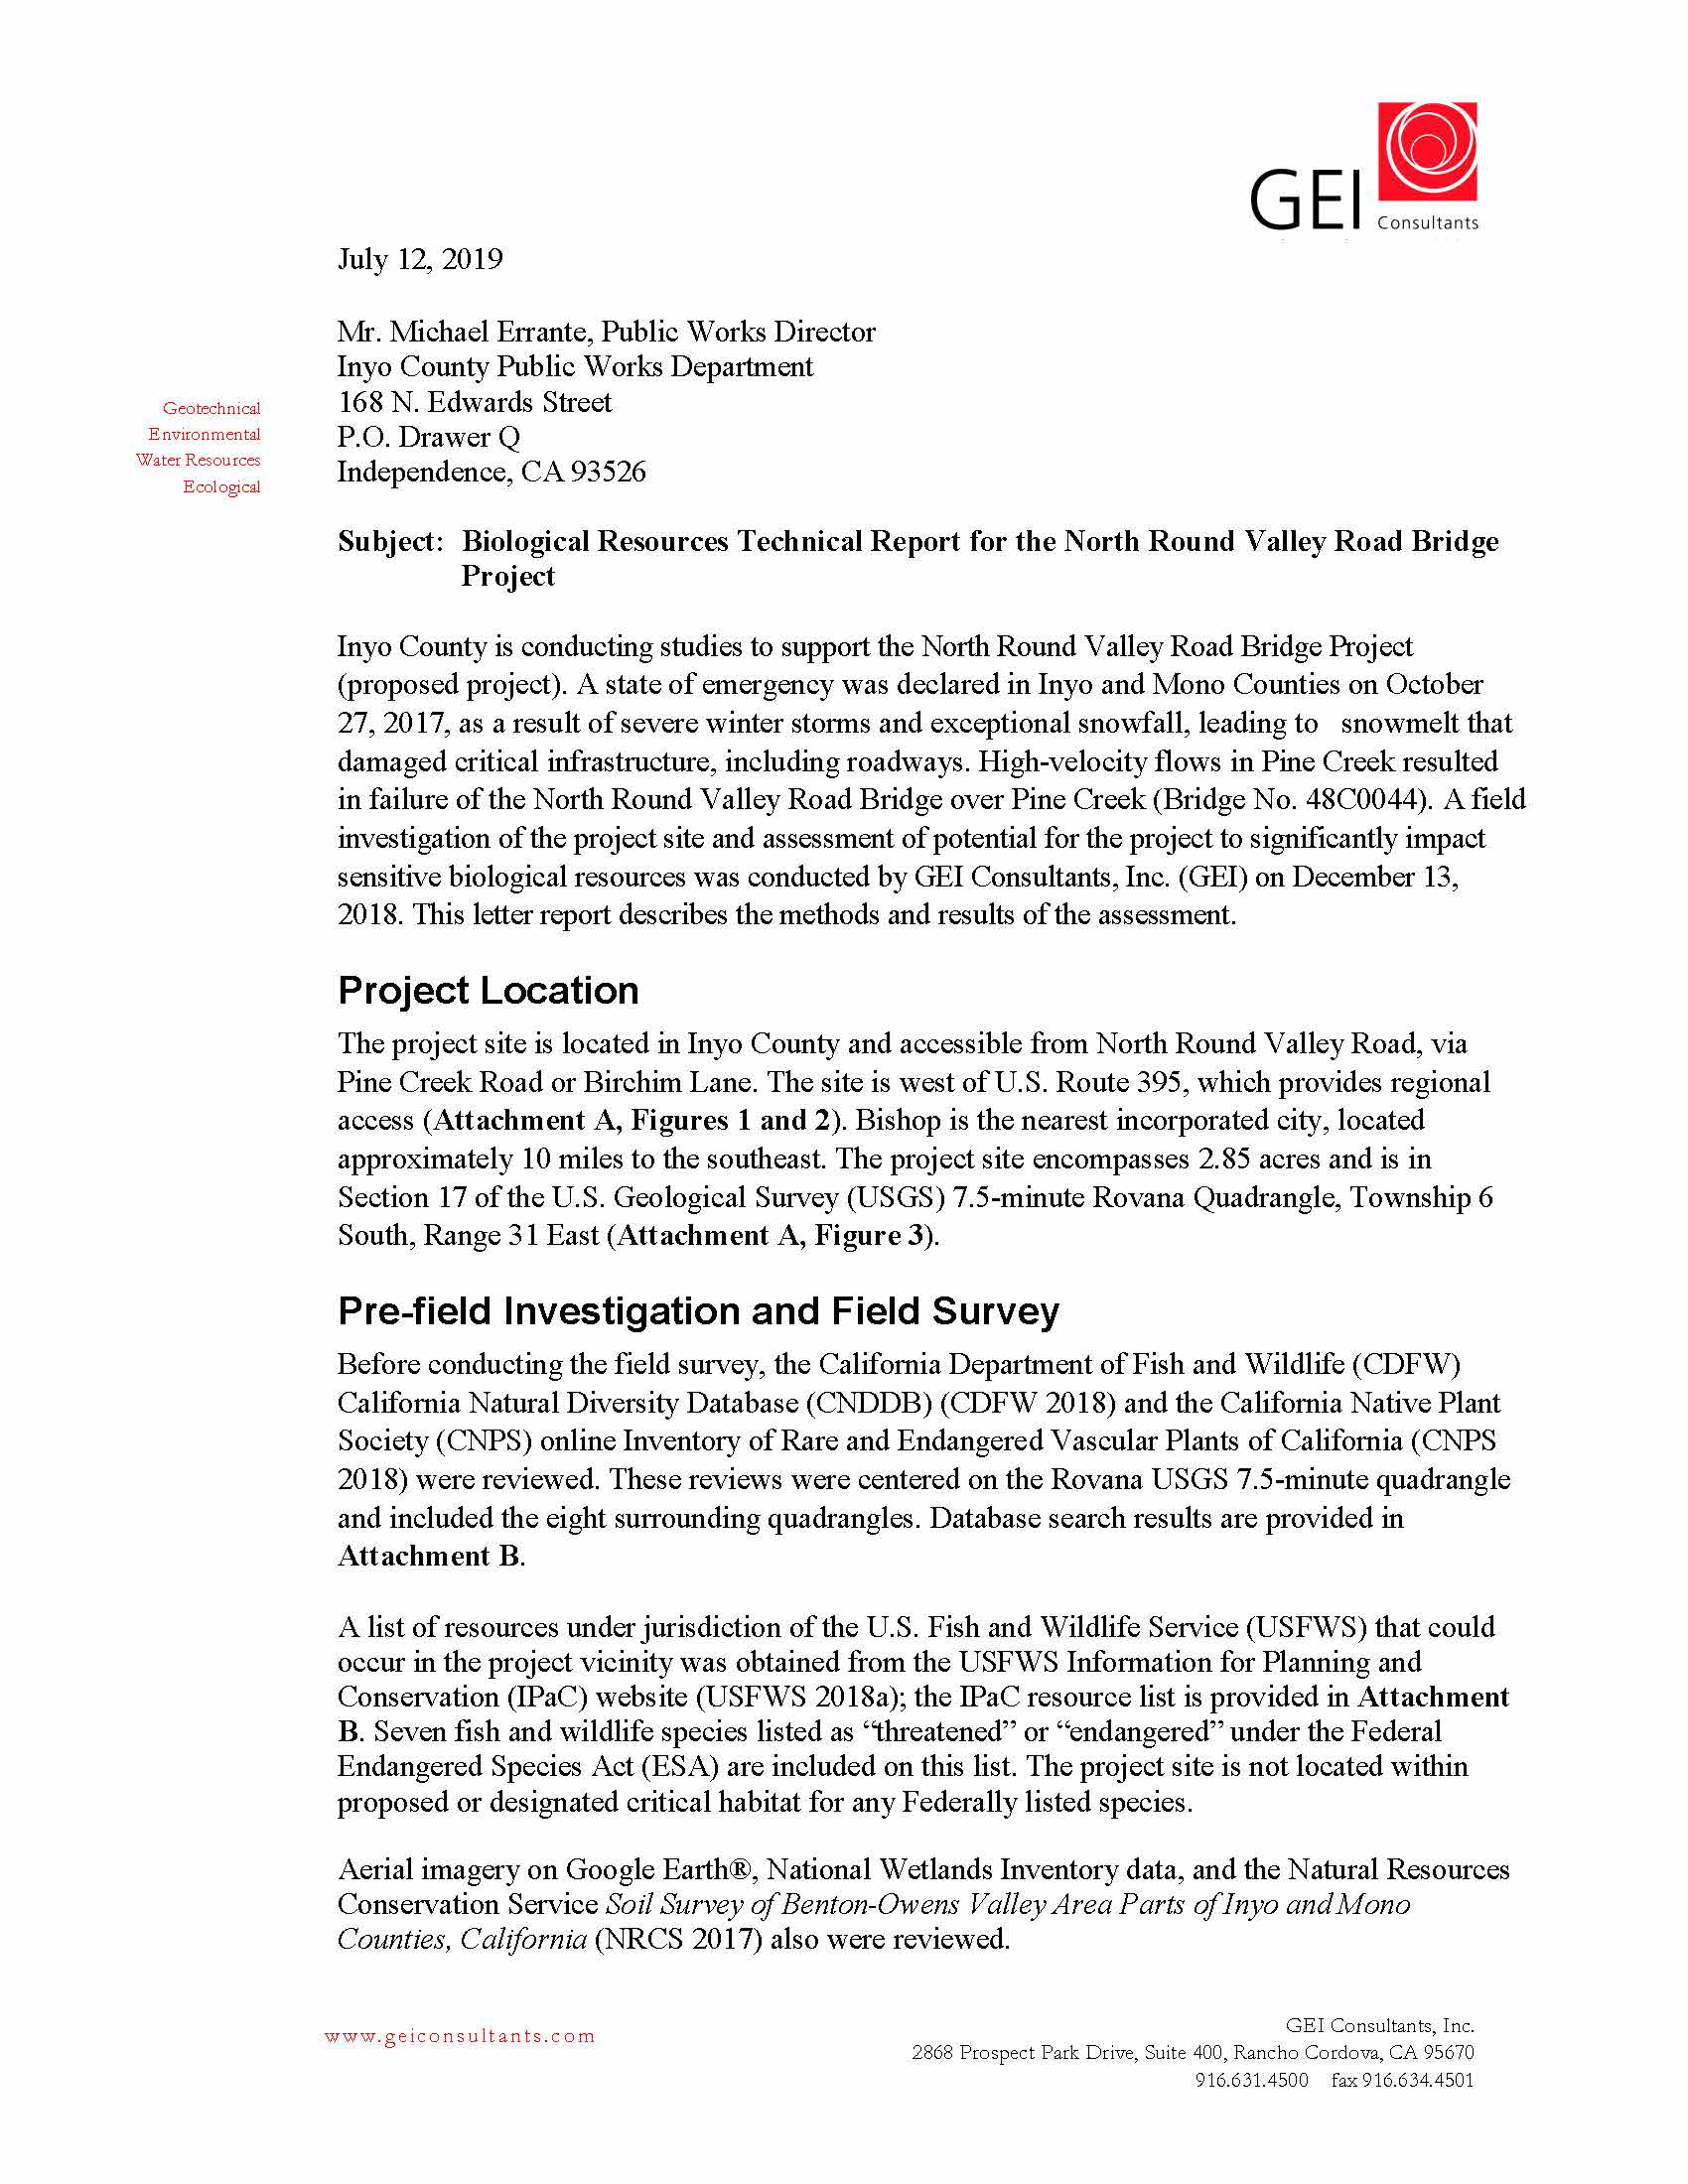 GEI
Consultants
July 12, 2019
Mr. Michael Errante, Public Works Director
Inyo County Public Works Department
168 N. Edwards Street
P.O. Drawer Q
Independence, CA 93526
Geotechnical
Environmental
Water Resources
Ecological
Subject: Biological Resources Technical Report for the North Round Valley Road Bridge
Project
Inyo County is conducting studies to support the North Round Valley Road Bridge Project
(proposed project). A state of emergency was declared in Inyo and Mono Counties on October
27, 2017, as a result of severe winter storms and exceptional snowfall, leading to snowmelt that
damaged critical infrastructure, including roadways. High-velocity flows in Pine Creek resulted
in failure of the North Round Valley Road Bridge over Pine Creek (Bridge No. 48C0044). A field
investigation of the project site and assessment of potential for the project to significantly impact
sensitive biological resources was conducted by GEI Consultants, Inc. (GEI) on December 13,
2018. This letter report describes the methods and results of the assessment.
Project Location
The project site is located in Inyo County and accessible from North Round Valley Road, via
Pine Creek Road or Birchim Lane. The site is west of U.S. Route 395, which provides regional
access (Attachment A, Figures 1 and 2). Bishop is the nearest incorporated city, located
approximately 10 miles to the southeast. The project site encompasses 2.85 acres and is in
Section 17 of the U.S. Geological Survey (USGS) 7.5-minute Rovana Quadrangle, Township 6
South, Range 31 East (Attachment A, Figure 3).
Pre-field Investigation and Field Survey
Before conducting the field survey, the California Department of Fish and Wildlife (CDFW)
California Natural Diversity Database (CNDDB) (CDFW 2018) and the California Native Plant
Society (CNPS) online Inventory of Rare and Endangered Vascular Plants of California (CNPS
2018) were reviewed. These reviews were centered on the Rovana USGS 7.5-minute quadrangle
and included the eight surrounding quadrangles. Database search results are provided in
Attachment B.
A list of resources under jurisdiction of the U.S. Fish and Wildlife Service (USFWS) that could
occur in the project vicinity was obtained from the USFWS Information for Planning and
Conservation (IPaC) website (USFWS 2018a); the IPaC resource list is provided in Attachment
B. Seven fish and wildlife species listed as “threatened” or “endangered” under the Federal
Endangered Species Act (ESA) are included on this list. The project site is not located within
proposed or designated critical habitat for any Federally listed species.
Aerial imagery on Google Earth®, National Wetlands Inventory data, and the Natural Resources
Conservation Service Soil Survey of Benton-Owens Valley Area Parts of Inyo and Mono
Counties, California (NRCS 2017) also were reviewed.
www.geiconsultants.com
GEI Consultants, Inc.
2868 Prospect Park Drive, Suite 400, Rancho Cordova, CA 95670
916.631.4500 fax 916.634.4501